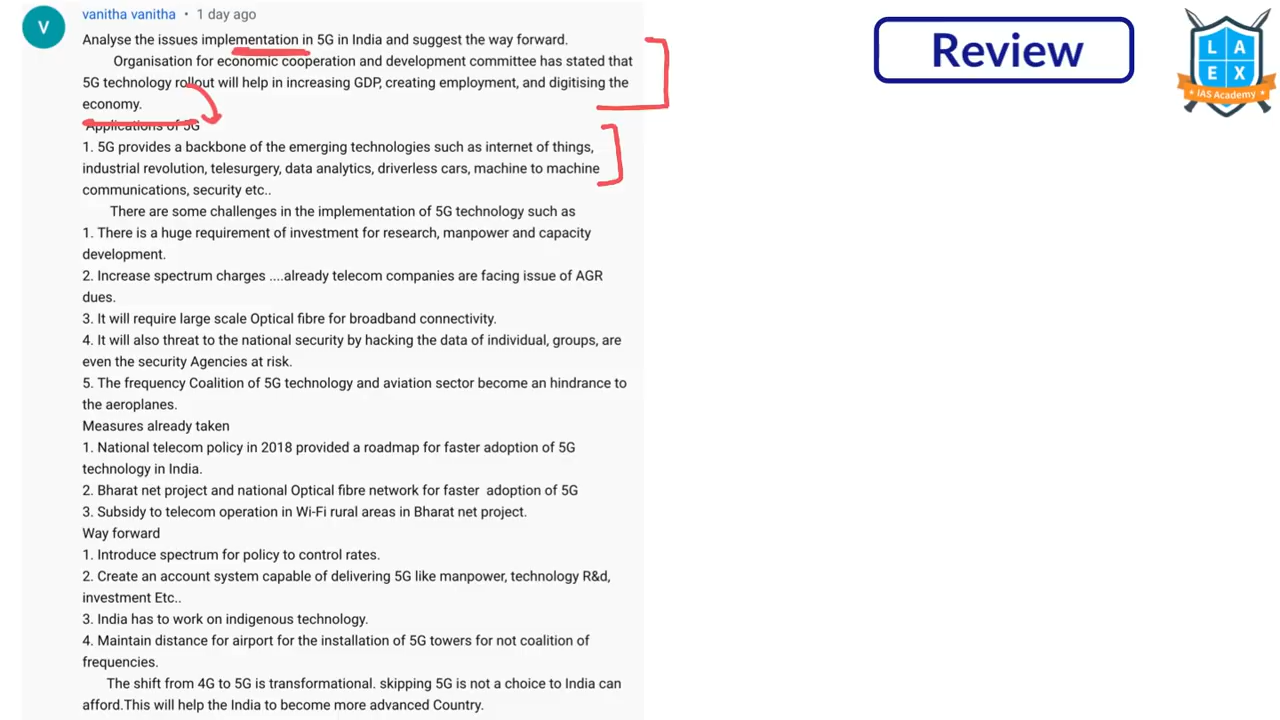 V
vanitha vanitha • 1 day ago
Analyse the issues implementation in 5G in India and suggest the way forward.
Organisation for economic cooperation and development committee has stated that
5G technology rollout will help in increasing GDP, creating employment, and digitising the
economy.
*Applications of 5G
1. 5G provides a backbone of the emerging technologies such as internet of things,
industrial revolution, telesurgery, data analytics, driverless cars, machine to machine
communications, security etc..
There are some challenges in the implementation of 5G technology such as
1. There is a huge requirement of investment for research, manpower and capacity
development.
2. Increase spectrum charges ....already telecom companies are facing issue of AGR
dues.
3. It will require large scale Optical fibre for broadband connectivity.
4. It will also threat to the national security by hacking the data of individual, groups, are
even the security Agencies at risk.
5. The frequency Coalition of 5G technology and aviation sector become an hindrance to
the aeroplanes.
Measures already taken
1. National telecom policy in 2018 provided a roadmap for faster adoption of 5G
technology in India.
2. Bharat net project and national Optical fibre network for faster adoption of 5G
3. Subsidy to telecom operation in Wi-Fi rural areas in Bharat net project.
Way forward
1. Introduce spectrum for policy to control rates.
2. Create an account system capable of delivering 5G like manpower, technology R&d,
investment Etc..
3. India has to work on indigenous technology.
4. Maintain distance for airport for the installation of 5G towers for not coalition of
frequencies.
The shift from 4G to 5G is transformational. skipping 5G is not a choice to India can
afford.This will help the India to become more advanced Country.
Review
L A
E X
IAS Academy